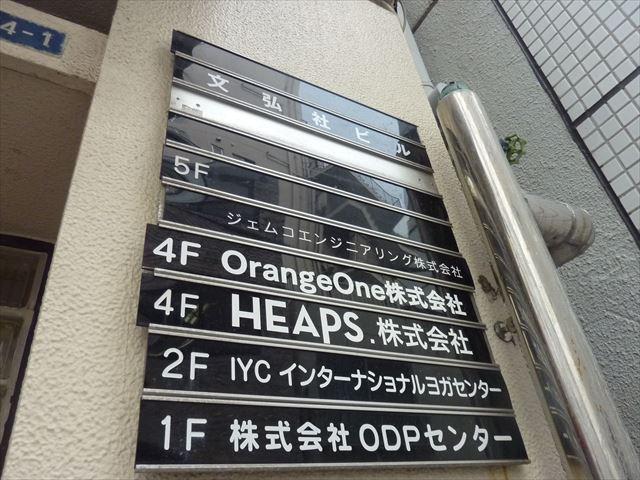 4-1
文弘社ビル
5F
ジェムコエンジニアリング株式会社
4F OrangeOne株式会社
4F HEAPS.株式会社
2F IYC インターナショナルヨガセンター
1F 株式会社 ODPセンター